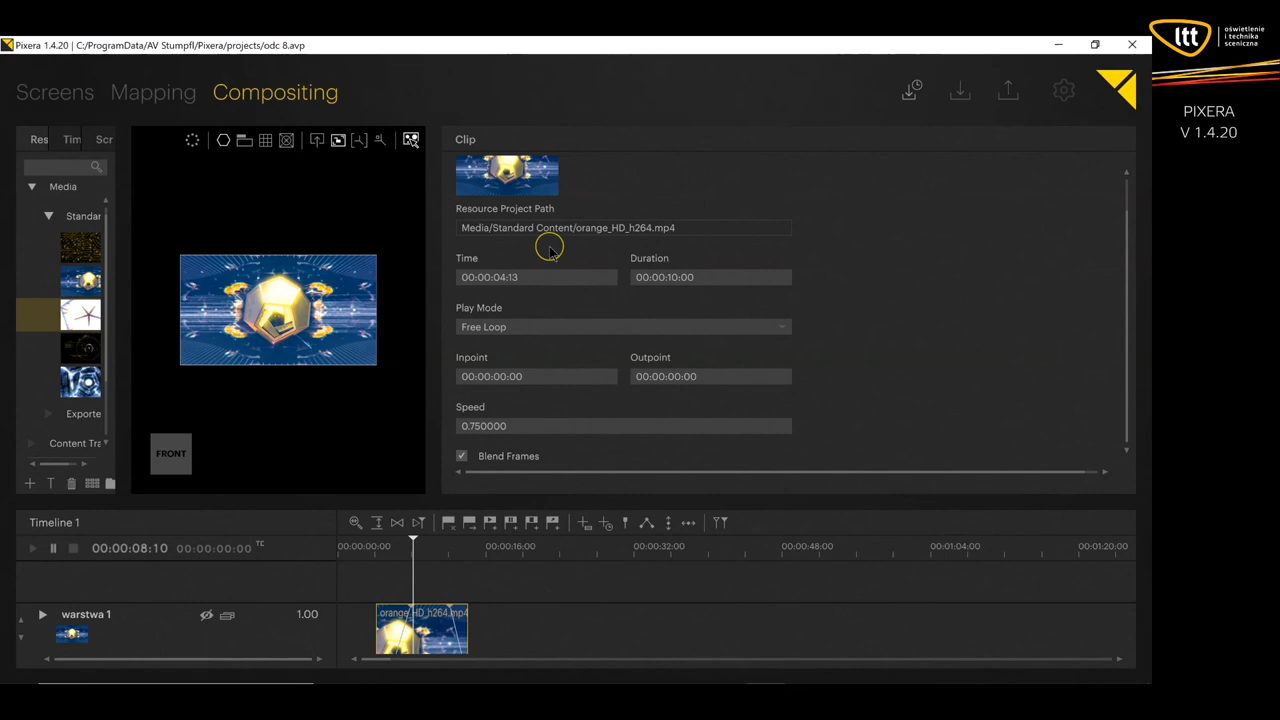 Pixera 1.4.20 | C:/ProgramData/AV Stumpfl/Pixera/projects/odc 8.avp
ltt
oświetlenie
i technika
sceniczna
PIXERA
V 1.4.20
Screens Mapping Compositing
Res Tim Scr
Media
Standar
Exporte
Content Tra
T
FRONT
Clip
Resource Project Path
Media/Standard Content/orange_HD_h264.mp4
Time Duration
00:00:04:13 00:00:10:00
Play Mode
Free Loop
Inpoint Outpoint
00:00:00:00 00:00:00:00
Speed
0.750000
Blend Frames
Timeline 1
00:00:08:10 00:00:00:00 TC
00:00:00:00 00:00:16:00 00:00:32:00 00:00:48:00 00:01:04:00 00:01:20:00
warstwa 1 1.00
orange_HD_h264.mp4